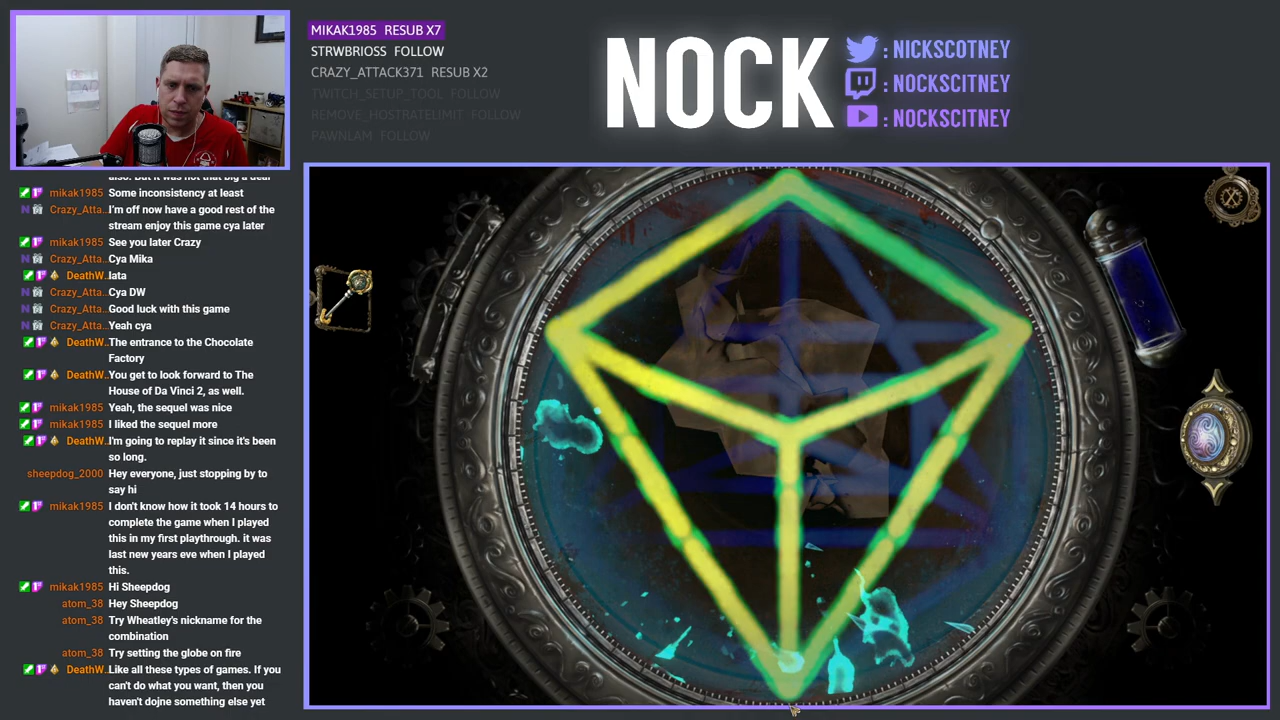 MIKAK1985 RESUB X7
STRWBRIOSS FOLLOW
CRAZY_ATTACK371 RESUB X2
TWITCH_SETUP_TOOL FOLLOW
REMOVE_HOSTRATELIMIT FOLLOW
PAWNLAM FOLLOW
NOCK
: NICKSCOTNEY
: NOCKSCITNEY
: NOCKSCITNEY
also. But it was not that big a deal
mikak1985 Some inconsistency at least
Crazy_Atta.. I'm off now have a good rest of the
stream enjoy this game cya later
mikak1985 See you later Crazy
Crazy_Atta.. Cya Mika
DeathW.. lata
Crazy_Atta.. Cya DW
Crazy_Atta.. Good luck with this game
Crazy_Atta.. Yeah cya
DeathW.. The entrance to the Chocolate
Factory
DeathW.. You get to look forward to The
House of Da Vinci 2, as well.
mikak1985 Yeah, the sequel was nice
mikak1985 I liked the sequel more
DeathW.. I'm going to replay it since it's been
so long.
sheepdog_2000 Hey everyone, just stopping by to
say hi
mikak1985 I don't know how it took 14 hours to
complete the game when I played
this in my first playthrough. it was
last new years eve when I played
this.
mikak1985 Hi Sheepdog
atom_38 Hey Sheepdog
atom_38 Try Wheatley's nickname for the
combination
atom_38 Try setting the globe on fire
DeathW.. Like all these types of games. If you
can't do what you want, then you
haven't dojne something else yet